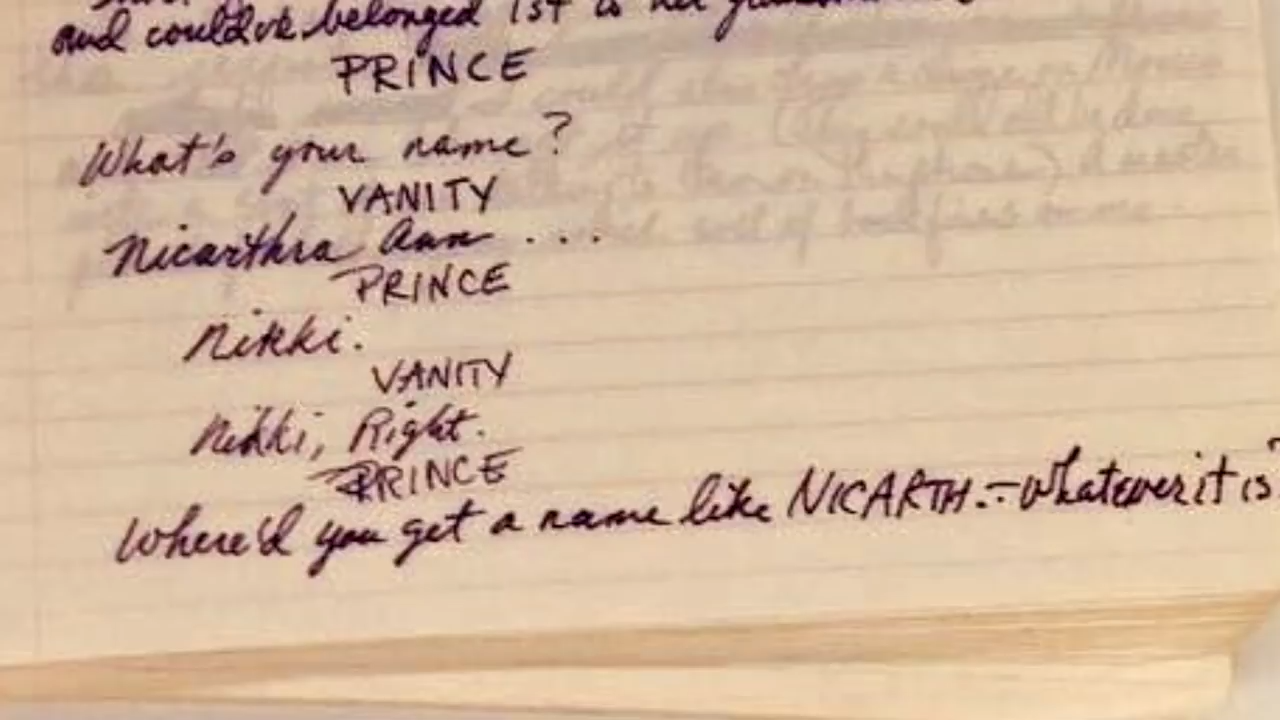 and could've belonged 1st to her
PRINCE
What's your name?
VANITY
Nicarthra Ann ....
PRINCE
Nikki.
VANITY
Nikki, Right.
PRINCE
Where'd you get a name like NICARTH.-- whatever it is?